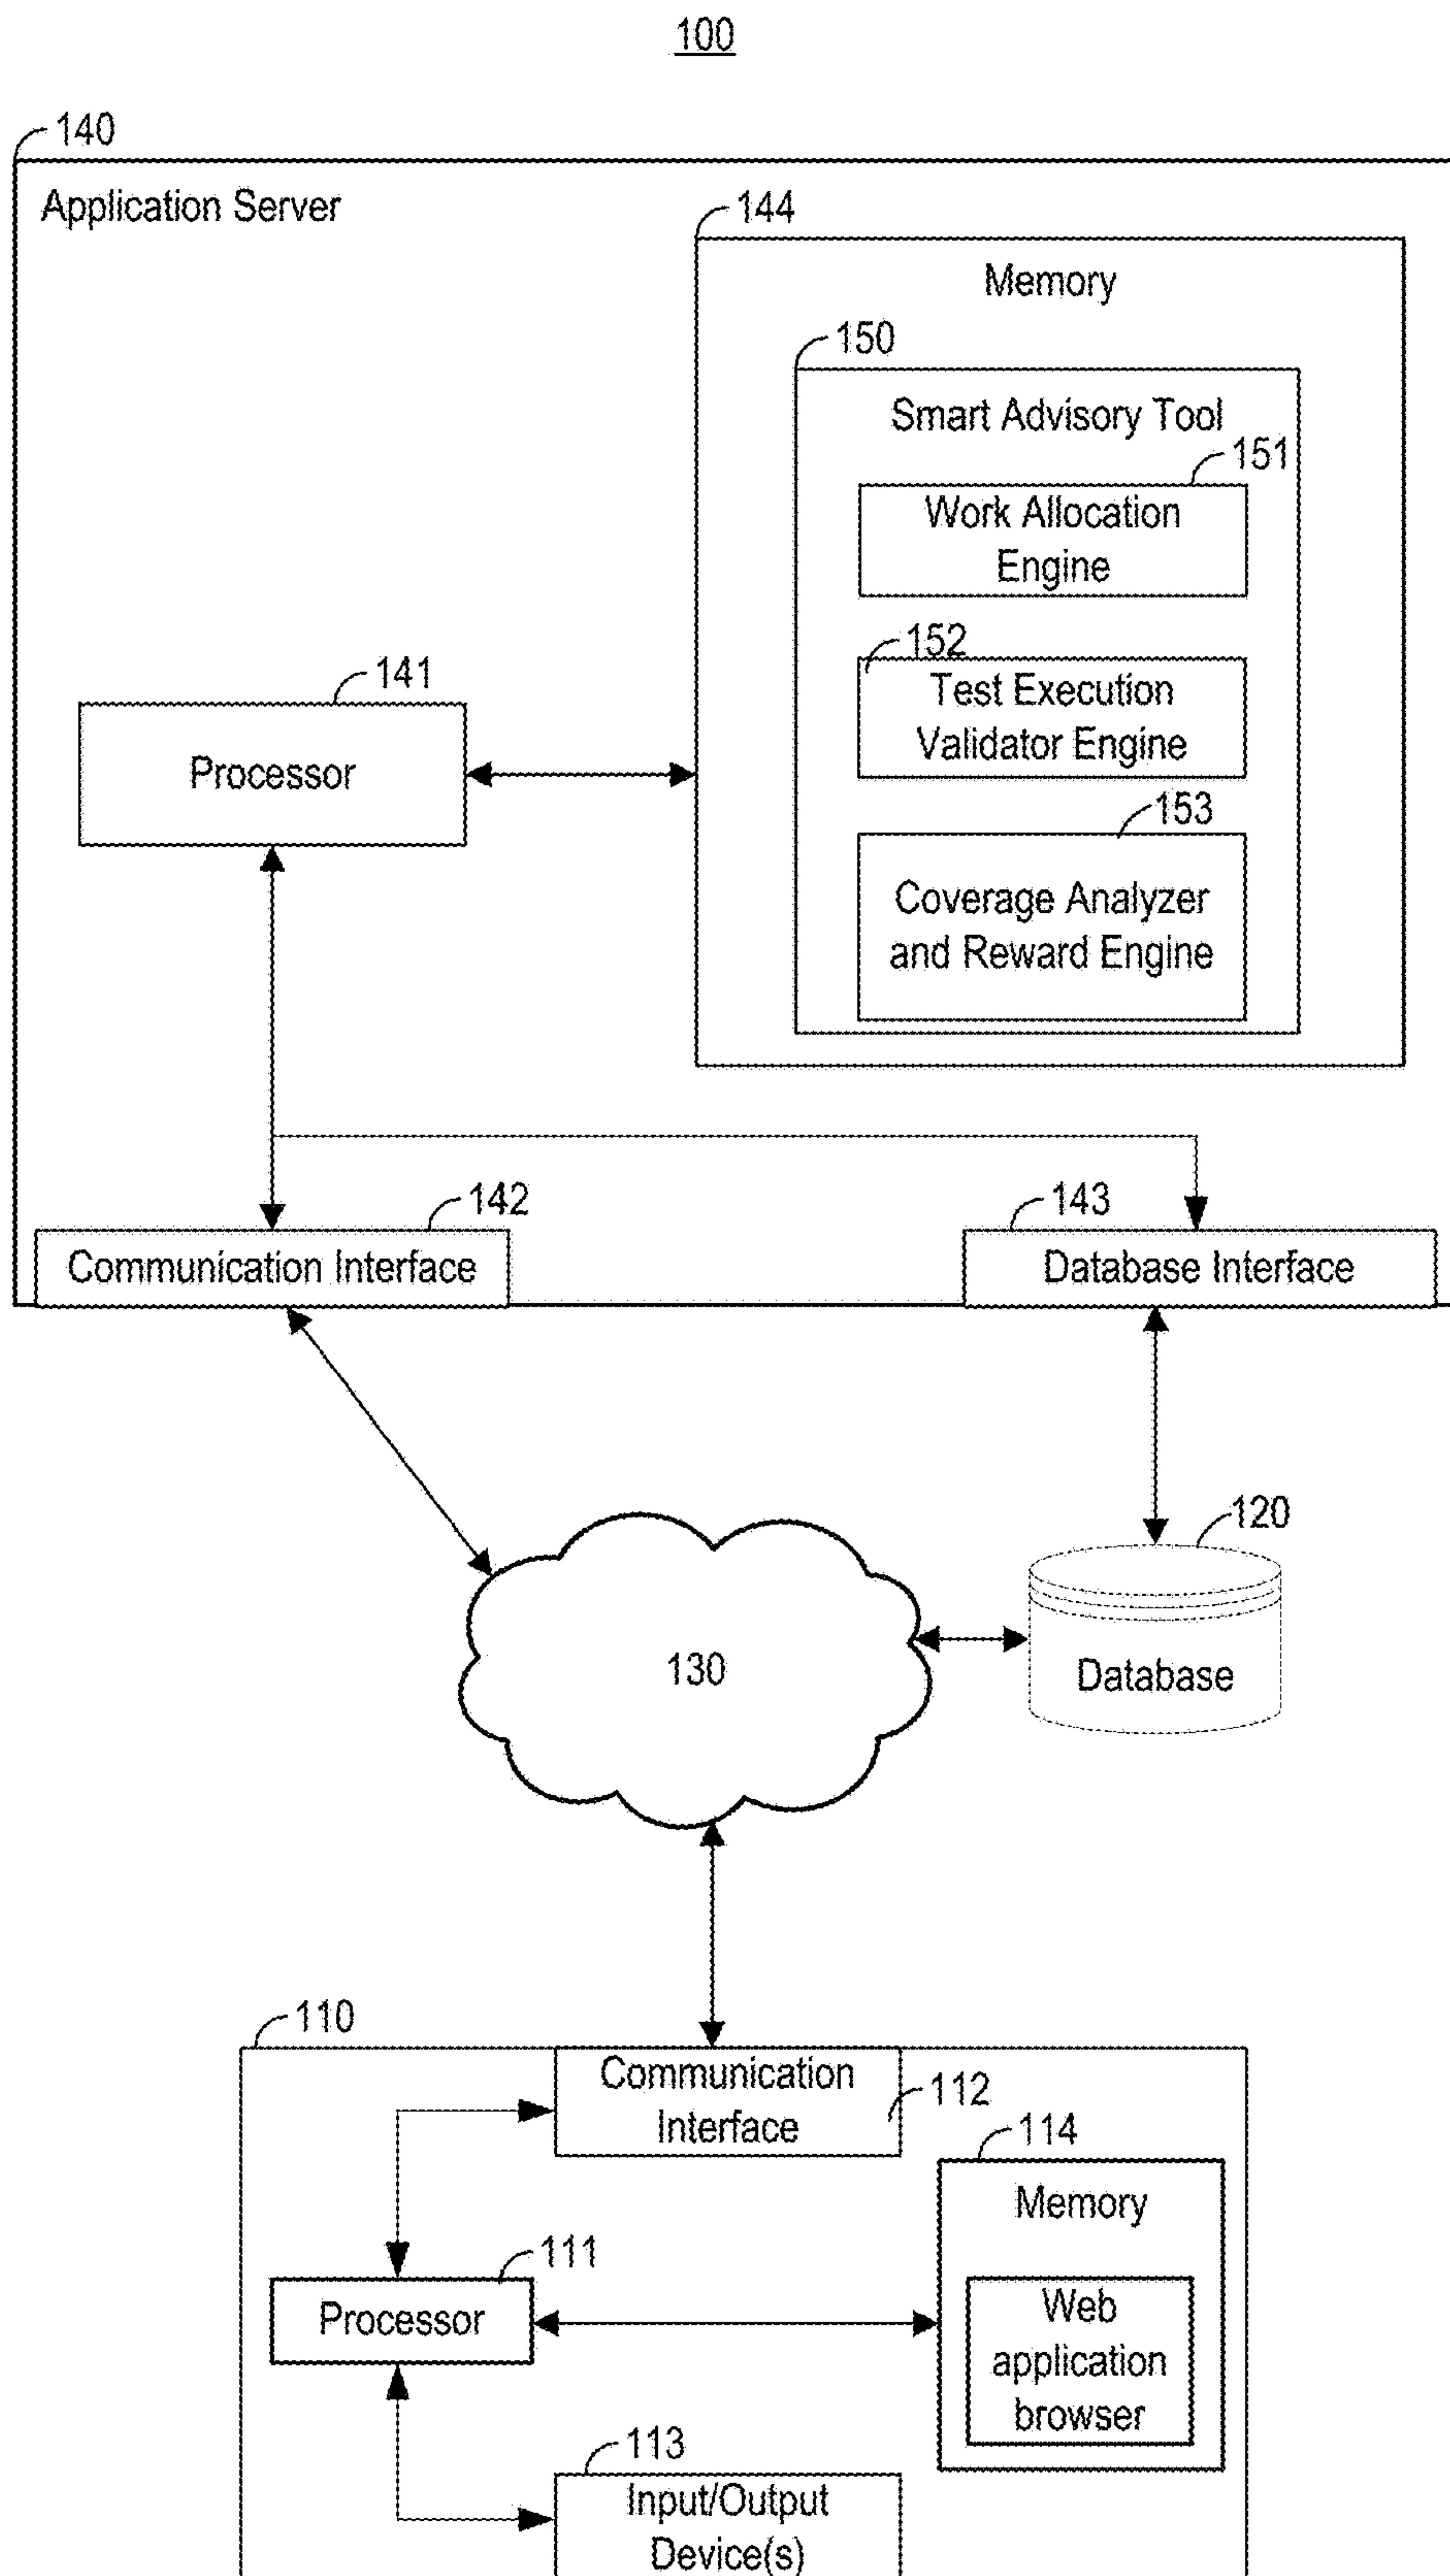 100
140
Application Server
144
Memory
150
Smart Advisory Tool
151
Work Allocation
Engine
152
Test Execution
Validator Engine
141
Processor
153
Coverage Analyzer
and Reward Engine
142
Communication Interface
143
Database Interface
120
130
Database
110
Communication
Interface
112
114
Memory
111
Processor
Web
application
browser
113
Input/Output
Device(s)